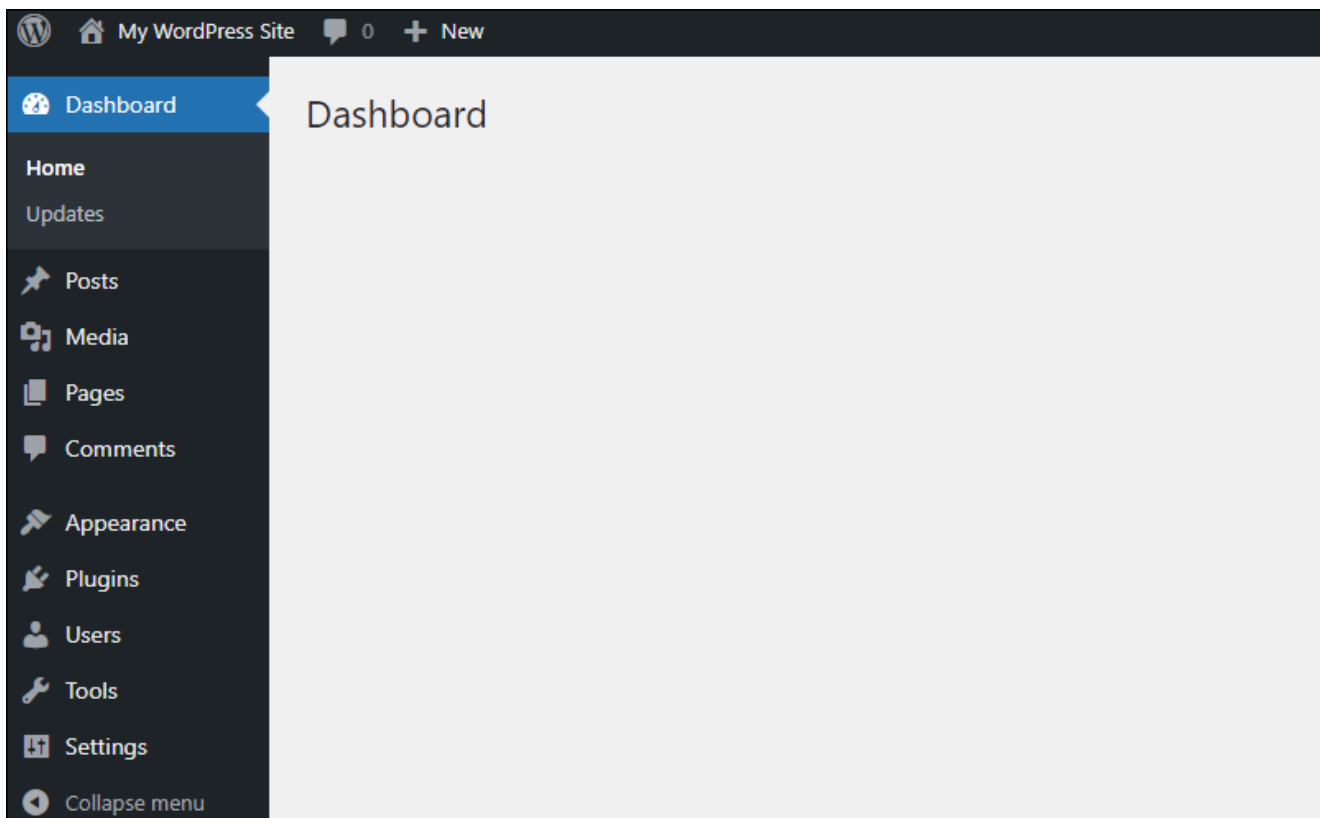 My WordPress Site 0 New
Dashboard
Dashboard
Home
Updates
Posts
Media
Pages
Comments
Appearance
Plugins
Users
Tools
Settings
Collapse menu